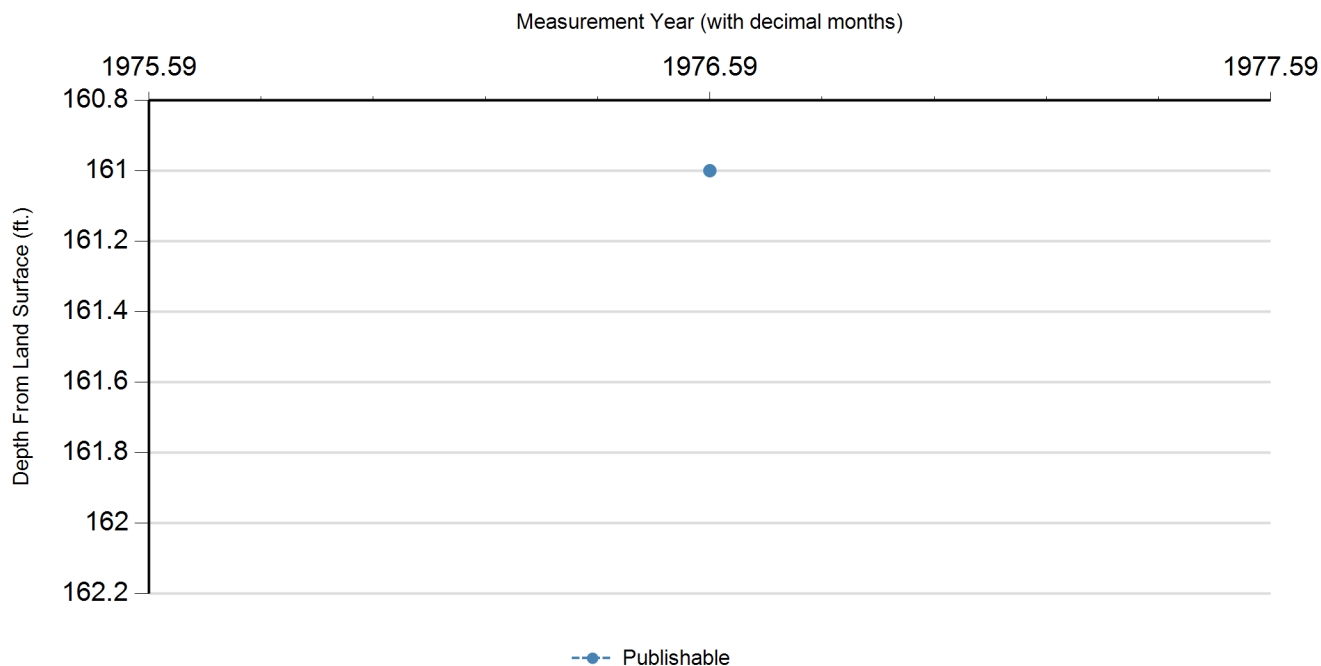 Measurement Year (with decimal months)
1975.59 1976.59 1977.59
160.8
161
161.2
161.4
161.6
161.8
162
162.2
Depth From Land Surface (ft.)
Publishable